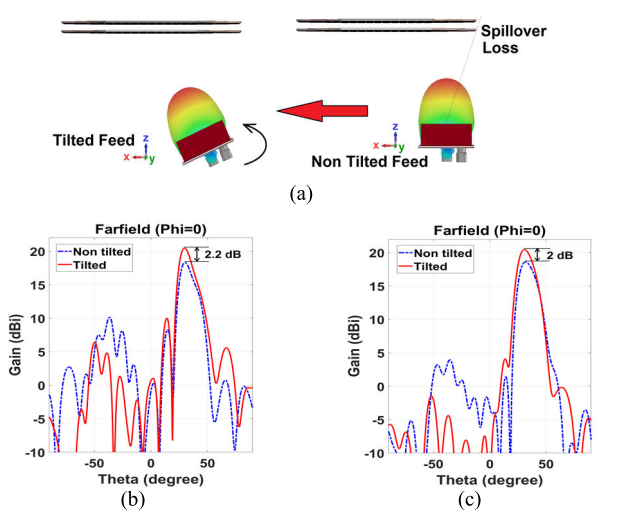 Spillover
Loss
Tilted Feed
z
x
y
z
x
y
Non Tilted Feed
(a)
Farfield (Phi=0)
Non tilted
Tilted
2.2 dB
20
15
10
5
0
-5
-10
Gain (dBi)
-50
0
50
Theta (degree)
(b)
Farfield (Phi=0)
Non tilted
Tilted
2 dB
20
15
10
5
0
-5
-10
Gain (dBi)
-50
0
50
Theta (degree)
(c)